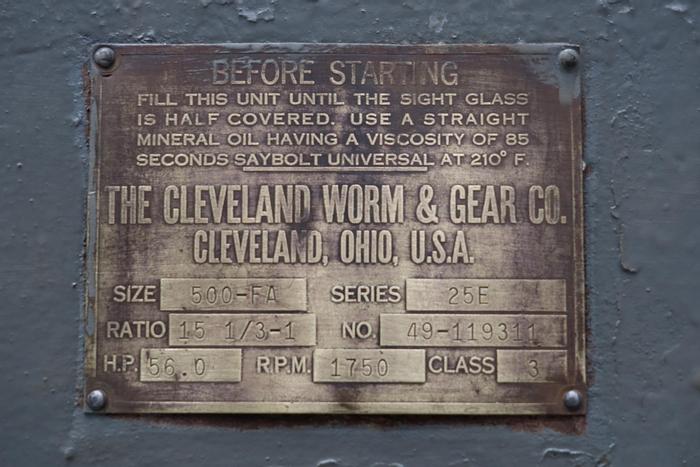 BEFORE STARTING
FILL THIS UNIT UNTIL THE SIGHT GLASS
IS HALF COVERED. USE A STRAIGHT
MINERAL OIL HAVING A VISCOSITY OF 85
SECONDS SAYBOLT UNIVERSAL AT 210° F.
THE CLEVELAND WORM & GEAR CO.
CLEVELAND, OHIO, U.S.A.
SIZE 500-FA SERIES 25E
RATIO 15 1/3-1 NO. 49-119311
H.P. 56.0 R.P.M. 1750 CLASS 3